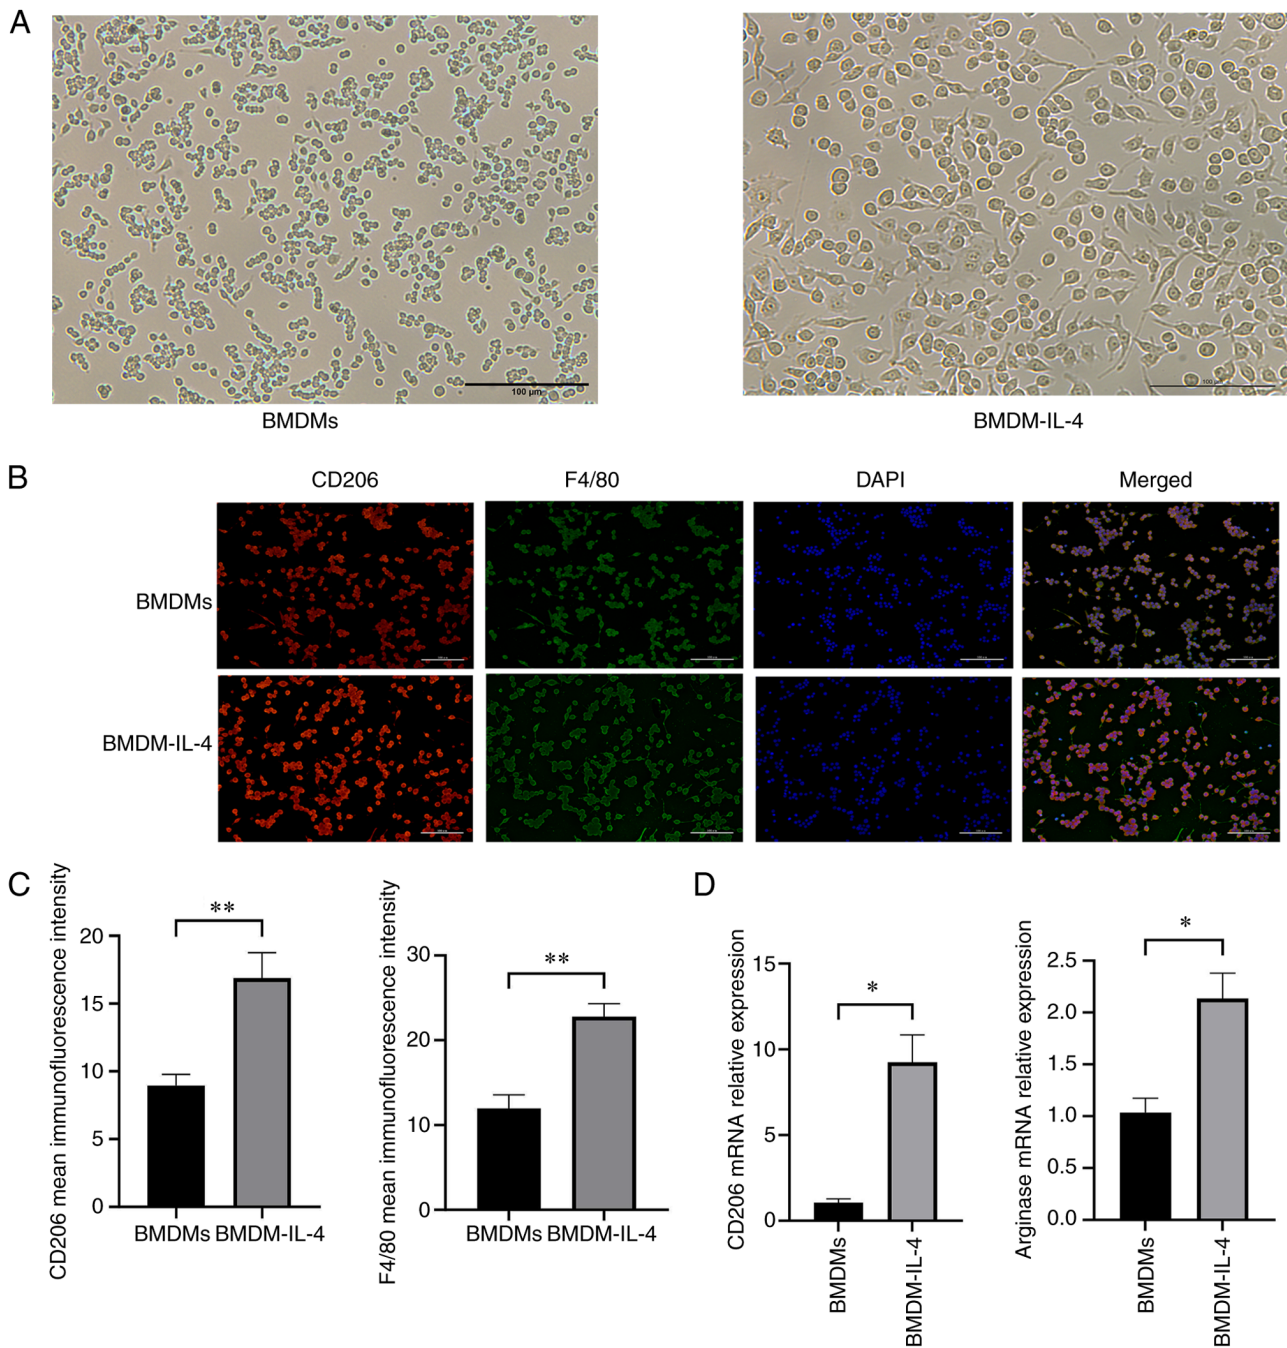 A
100 μm
100 μm
BMDMs
BMDM-IL-4
B
CD206
F4/80
DAPI
Merged
BMDMs
BMDM-IL-4
C
CD206 mean immunofluorescence intensity
20
15
10
5
0
**
BMDMs
BMDM-IL-4
F4/80 mean immunofluorescence intensity
30
20
10
0
**
BMDMs
BMDM-IL-4
D
CD206 mRNA relative expression
15
10
5
0
*
BMDMs
BMDM-IL-4
Arginase mRNA relative expression
2.5
2.0
1.5
1.0
0.5
0.0
*
BMDMs
BMDM-IL-4